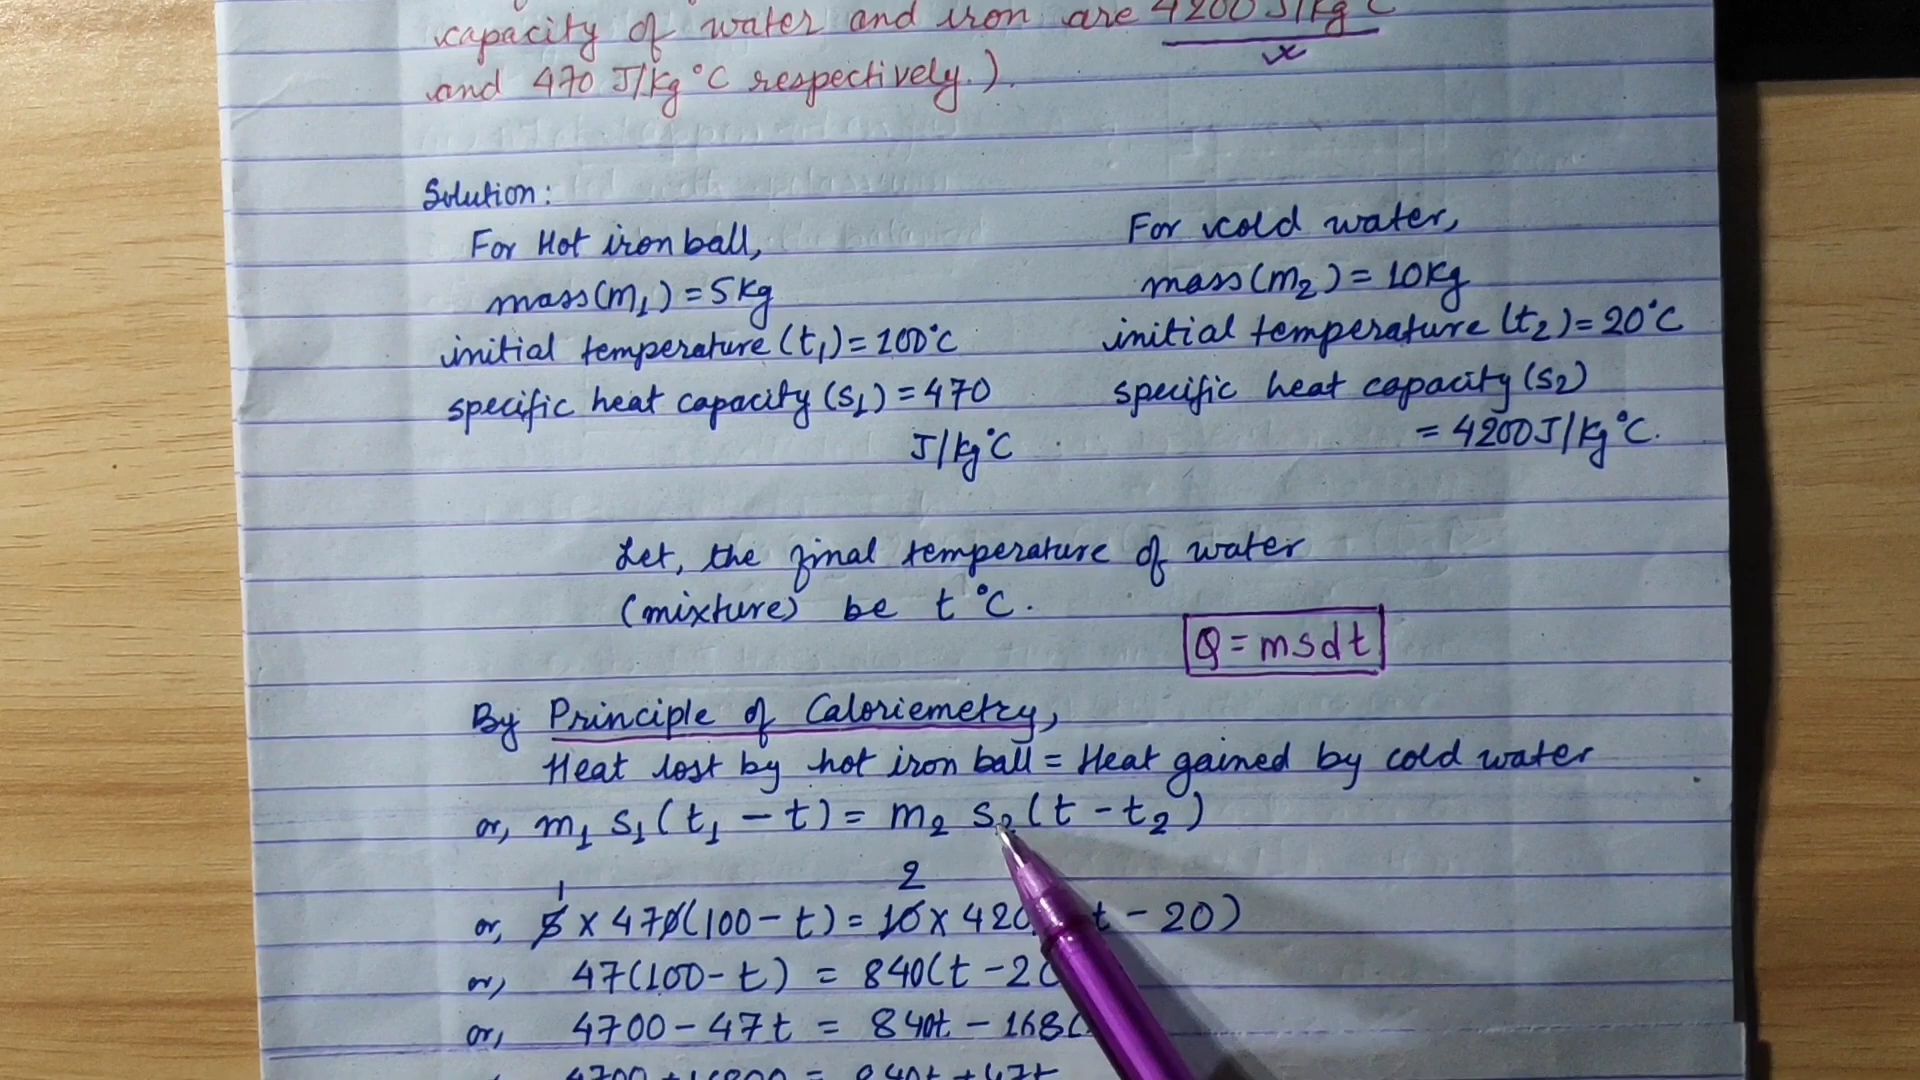 capacity of water and iron are 4200 J/kg°C
x
and 470 J/kg°C respectively.)
Solution:
For Hot iron ball,
mass(m₁) = 5kg
initial temperature (t₁) = 100°C
specific heat capacity (s₁) = 470
J/kg°C
For cold water,
mass (m₂) = 10kg
initial temperature (t₂) = 20°C
specific heat capacity (s₂)
= 4200J/kg°C.
Let, the final temperature of water
(mixture) be t °C.
Q = msdt
By Principle of Caloriemetry,
Heat lost by hot iron ball = Heat gained by cold water
or, m₁ s₁ (t₁ - t) = m₂ s₂ (t - t₂)
1 2
or, 5 x 470(100 - t) = 10 x 420 t - 20)
or, 47(100 - t) = 840(t - 20
or, 4700 - 47t = 840t - 168
840t + 47t